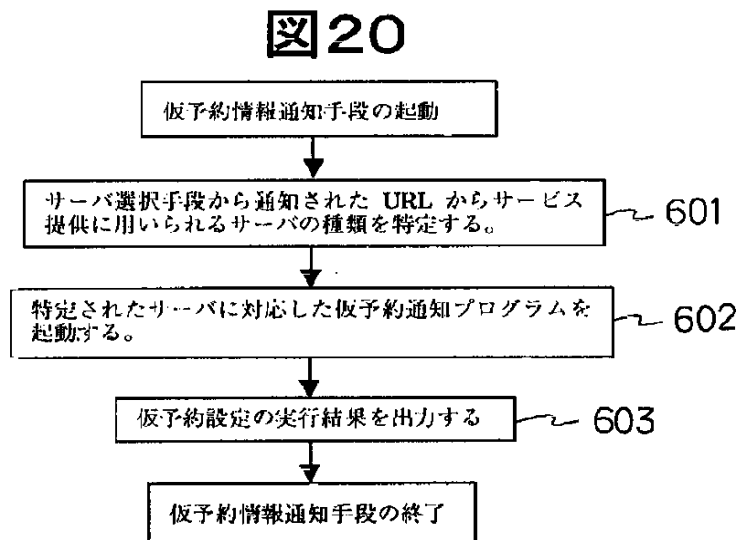 図20
仮予約情報通知手段の起動
サーバ選択手段から通知された URL からサービス
提供に用いられるサーバの種類を特定する。
601
特定されたサーバに対応した仮予約通知プログラムを
起動する。
602
仮予約設定の実行結果を出力する
603
仮予約情報通知手段の終了